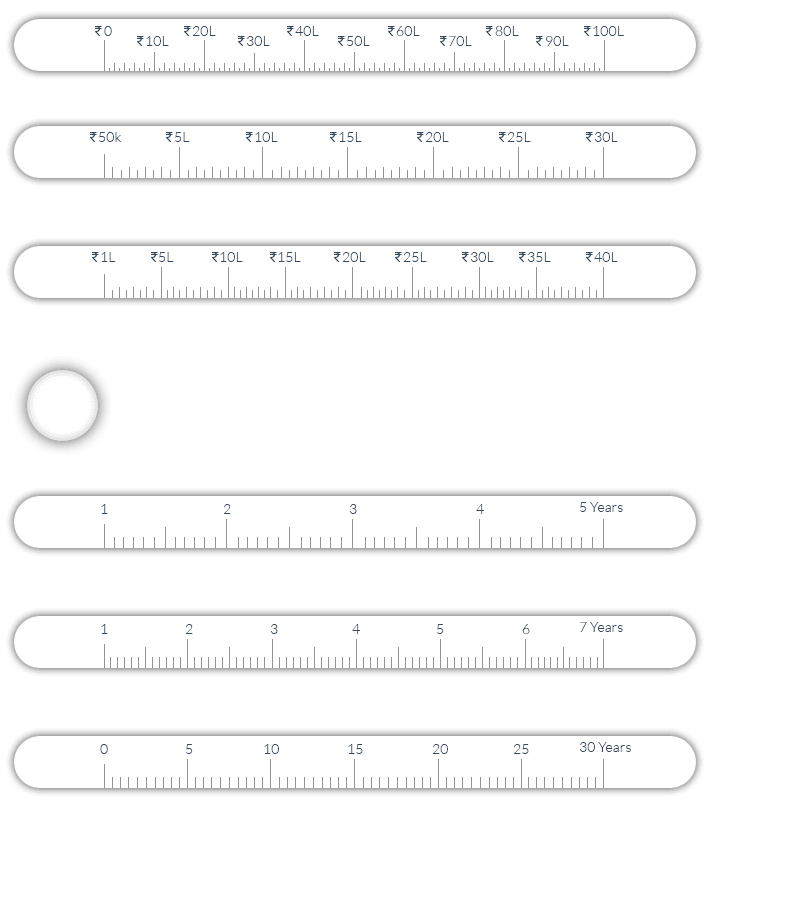 ₹0 ₹10L ₹20L ₹30L ₹40L ₹50L ₹60L ₹70L ₹80L ₹90L ₹100L
₹50k ₹5L ₹10L ₹15L ₹20L ₹25L ₹30L
₹1L ₹5L ₹10L ₹15L ₹20L ₹25L ₹30L ₹35L ₹40L
1 2 3 4 5 Years
1 2 3 4 5 6 7 Years
0 5 10 15 20 25 30 Years